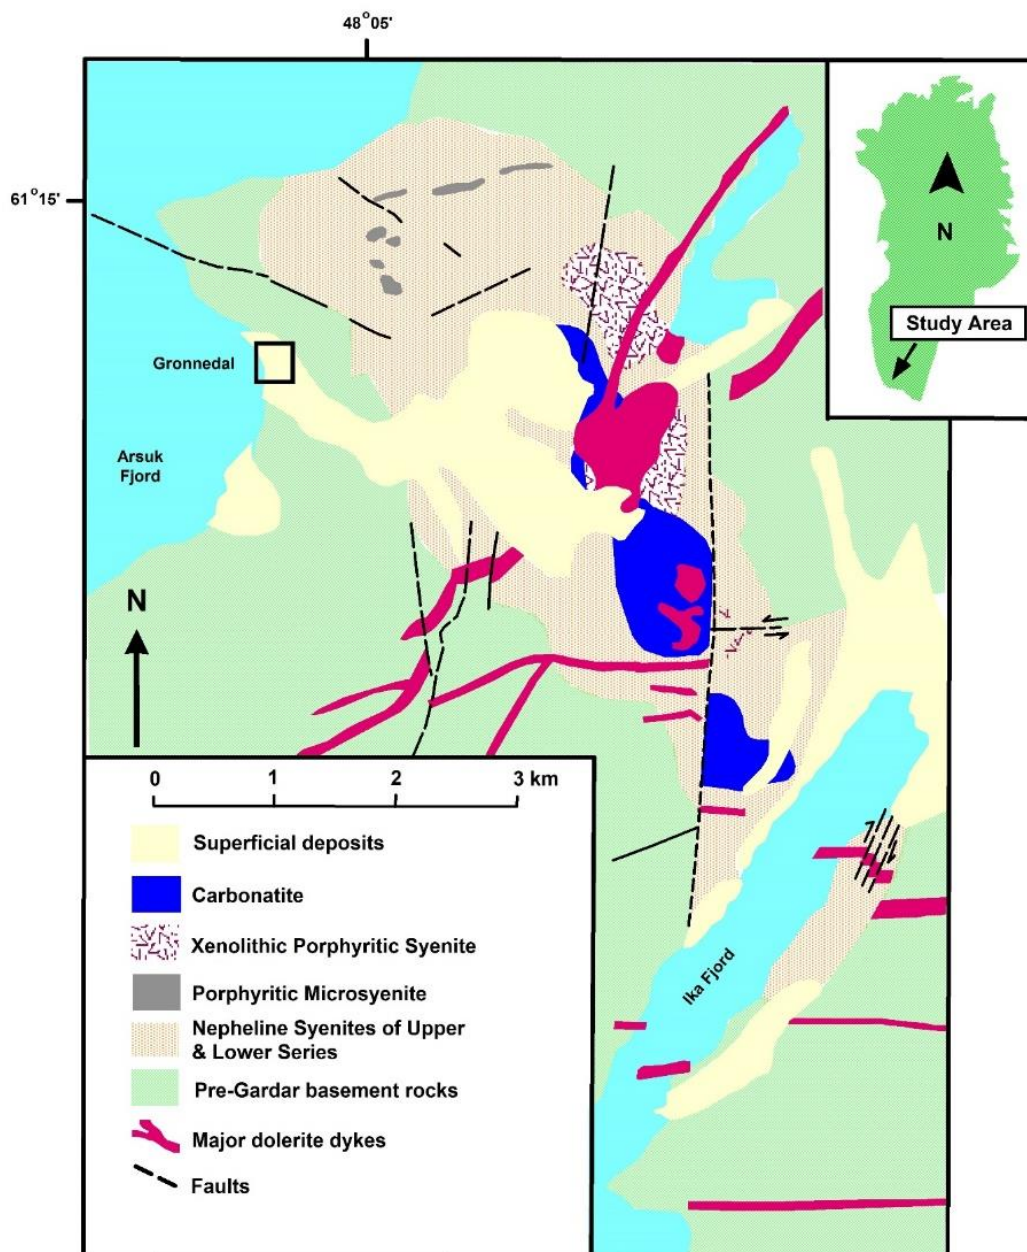 48°05'
61°15'
N
Study Area
Gronnedal
Arsuk
Fjord
N
Ika Fjord
0 1 2 3 km
Superficial deposits
Carbonatite
Xenolithic Porphyritic Syenite
Porphyritic Microsyenite
Nepheline Syenites of Upper
& Lower Series
Pre-Gardar basement rocks
Major dolerite dykes
Faults